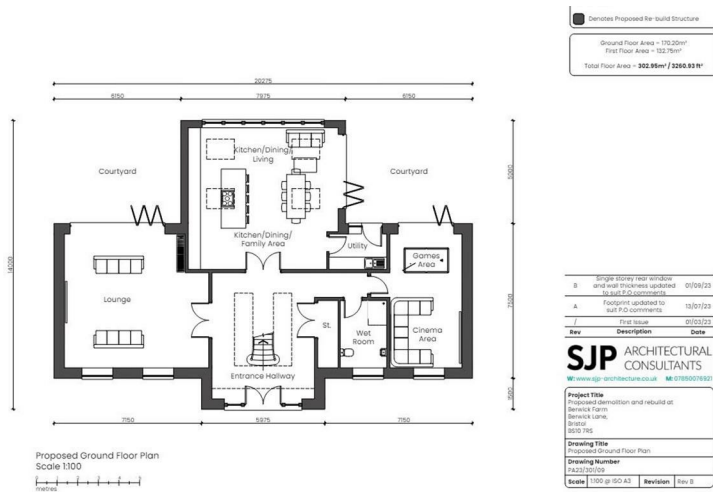 Denotes Proposed Re-build Structure
Ground Floor Area - 170.20m²
First Floor Area - 132.75m²
Total Floor Area - 302.95m² / 3260.93 ft²
20275
6150
7975
6150
Kitchen/Dining/
Living
Courtyard
Courtyard
5000
14000
Kitchen/Dining/
Family Area
Utility
Games
Area
Lounge
7500
St.
Wet
Room
Cinema
Area
Entrance Hallway
1500
7150
5975
7150
B
Single storey rear window
and wall thickness updated
to suit P.O comments
01/09/23
A
Footprint updated to
suit P.O comments
13/07/23
/
First Issue
01/03/23
Rev
Description
Date
SJP ARCHITECTURAL
CONSULTANTS
W: www.sjp-architecture.co.uk M: 07850078921
Project Title
Proposed demolition and rebuild at
Berwick Farm
Berwick Lane,
Bristol
BS10 7RS
Drawing Title
Proposed Ground Floor Plan
Drawing Number
PA23/301/09
Scale 1:100 @ ISO A3 Revision Rev B
Proposed Ground Floor Plan
Scale 1:100
metres